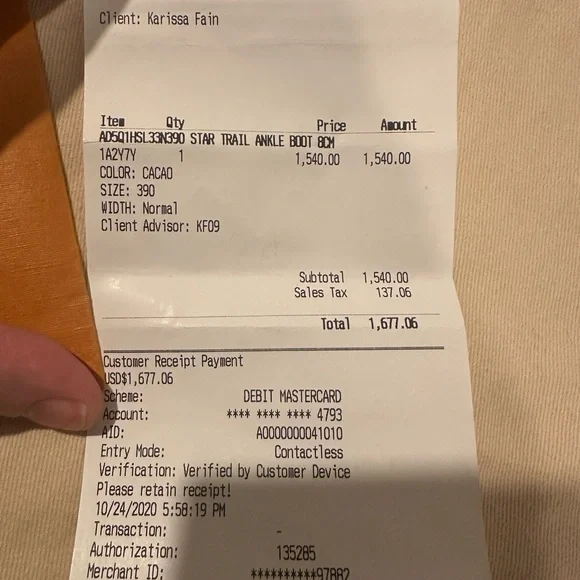 Client: Karissa Fain
Item Qty Price Amount
AD5Q1HSL33N390 STAR TRAIL ANKLE BOOT 8CM
1A2Y7Y 1 1,540.00 1,540.00
COLOR: CACAO
SIZE: 390
WIDTH: Normal
Client Advisor: KF09
Subtotal 1,540.00
Sales Tax 137.06
Total 1,677.06
Customer Receipt Payment
USD$1,677.06
Scheme: DEBIT MASTERCARD
Account: **** **** **** 4793
AID: A0000000041010
Entry Mode: Contactless
Verification: Verified by Customer Device
Please retain receipt!
10/24/2020 5:58:19 PM
Transaction: -
Authorization: 135285
Merchant ID: **********97882